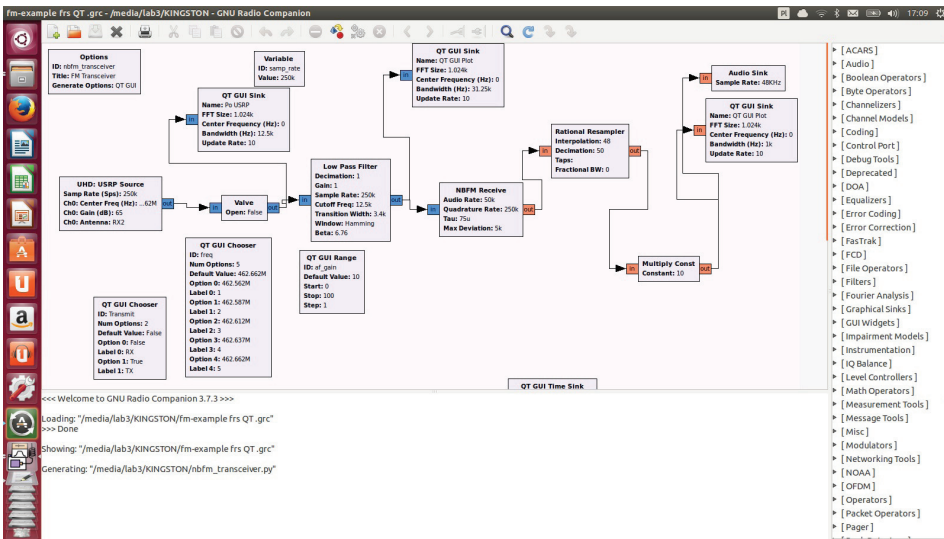 fm-example frs QT .grc - /media/lab3/KINGSTON - GNU Radio Companion
PL
17:09
Options
ID: nbfm_transceiver
Title: FM Transceiver
Generate Options: QT GUI
Variable
ID: samp_rate
Value: 250k
QT GUI Sink
Name: QT GUI Plot
FFT Size: 1.024k
Center Frequency (Hz): 0
Bandwidth (Hz): 31.25k
Update Rate: 10
in
QT GUI Sink
Name: Po USRP
FFT Size: 1.024k
Center Frequency (Hz): 0
Bandwidth (Hz): 12.5k
Update Rate: 10
in
Audio Sink
Sample Rate: 48KHz
in
QT GUI Sink
Name: QT GUI Plot
FFT Size: 1.024k
Center Frequency (Hz): 0
Bandwidth (Hz): 1k
Update Rate: 10
in
Rational Resampler
Interpolation: 48
Decimation: 50
Taps:
Fractional BW: 0
in
out
UHD: USRP Source
Samp Rate (Sps): 250k
Ch0: Center Freq (Hz): ...62M
Ch0: Gain (dB): 65
Ch0: Antenna: RX2
out
Valve
Open: False
in
out
Low Pass Filter
Decimation: 1
Gain: 1
Sample Rate: 250k
Cutoff Freq: 12.5k
Transition Width: 3.4k
Window: Hamming
Beta: 6.76
in
out
NBFM Receive
Audio Rate: 50k
Quadrature Rate: 250k
Tau: 75u
Max Deviation: 5k
in
out
Multiply Const
Constant: 10
in
out
QT GUI Chooser
ID: freq
Num Options: 5
Default Value: 462.662M
Option 0: 462.562M
Label 0: 1
Option 1: 462.587M
Label 1: 2
Option 2: 462.612M
Label 2: 3
Option 3: 462.637M
Label 3: 4
Option 4: 462.662M
Label 4: 5
QT GUI Range
ID: af_gain
Default Value: 10
Start: 0
Stop: 100
Step: 1
QT GUI Chooser
ID: Transmit
Num Options: 2
Default Value: False
Option 0: False
Label 0: RX
Option 1: True
Label 1: TX
QT GUI Time Sink
<<< Welcome to GNU Radio Companion 3.7.3 >>>
Loading: "/media/lab3/KINGSTON/fm-example frs QT .grc"
>>> Done
Showing: "/media/lab3/KINGSTON/fm-example frs QT .grc"
Generating: "/media/lab3/KINGSTON/nbfm_transceiver.py"
[ ACARS ]
[ Audio ]
[ Boolean Operators ]
[ Byte Operators ]
[ Channelizers ]
[ Channel Models ]
[ Coding ]
[ Control Port ]
[ Debug Tools ]
[ Deprecated ]
[ DOA ]
[ Equalizers ]
[ Error Coding ]
[ Error Correction ]
[ FasTrak ]
[ FCD ]
[ File Operators ]
[ Filters ]
[ Fourier Analysis ]
[ Graphical Sinks ]
[ GUI Widgets ]
[ Impairment Models ]
[ Instrumentation ]
[ IQ Balance ]
[ Level Controllers ]
[ Math Operators ]
[ Measurement Tools ]
[ Message Tools ]
[ Misc ]
[ Modulators ]
[ Networking Tools ]
[ NOAA ]
[ OFDM ]
[ Operators ]
[ Packet Operators ]
[ Pager ]